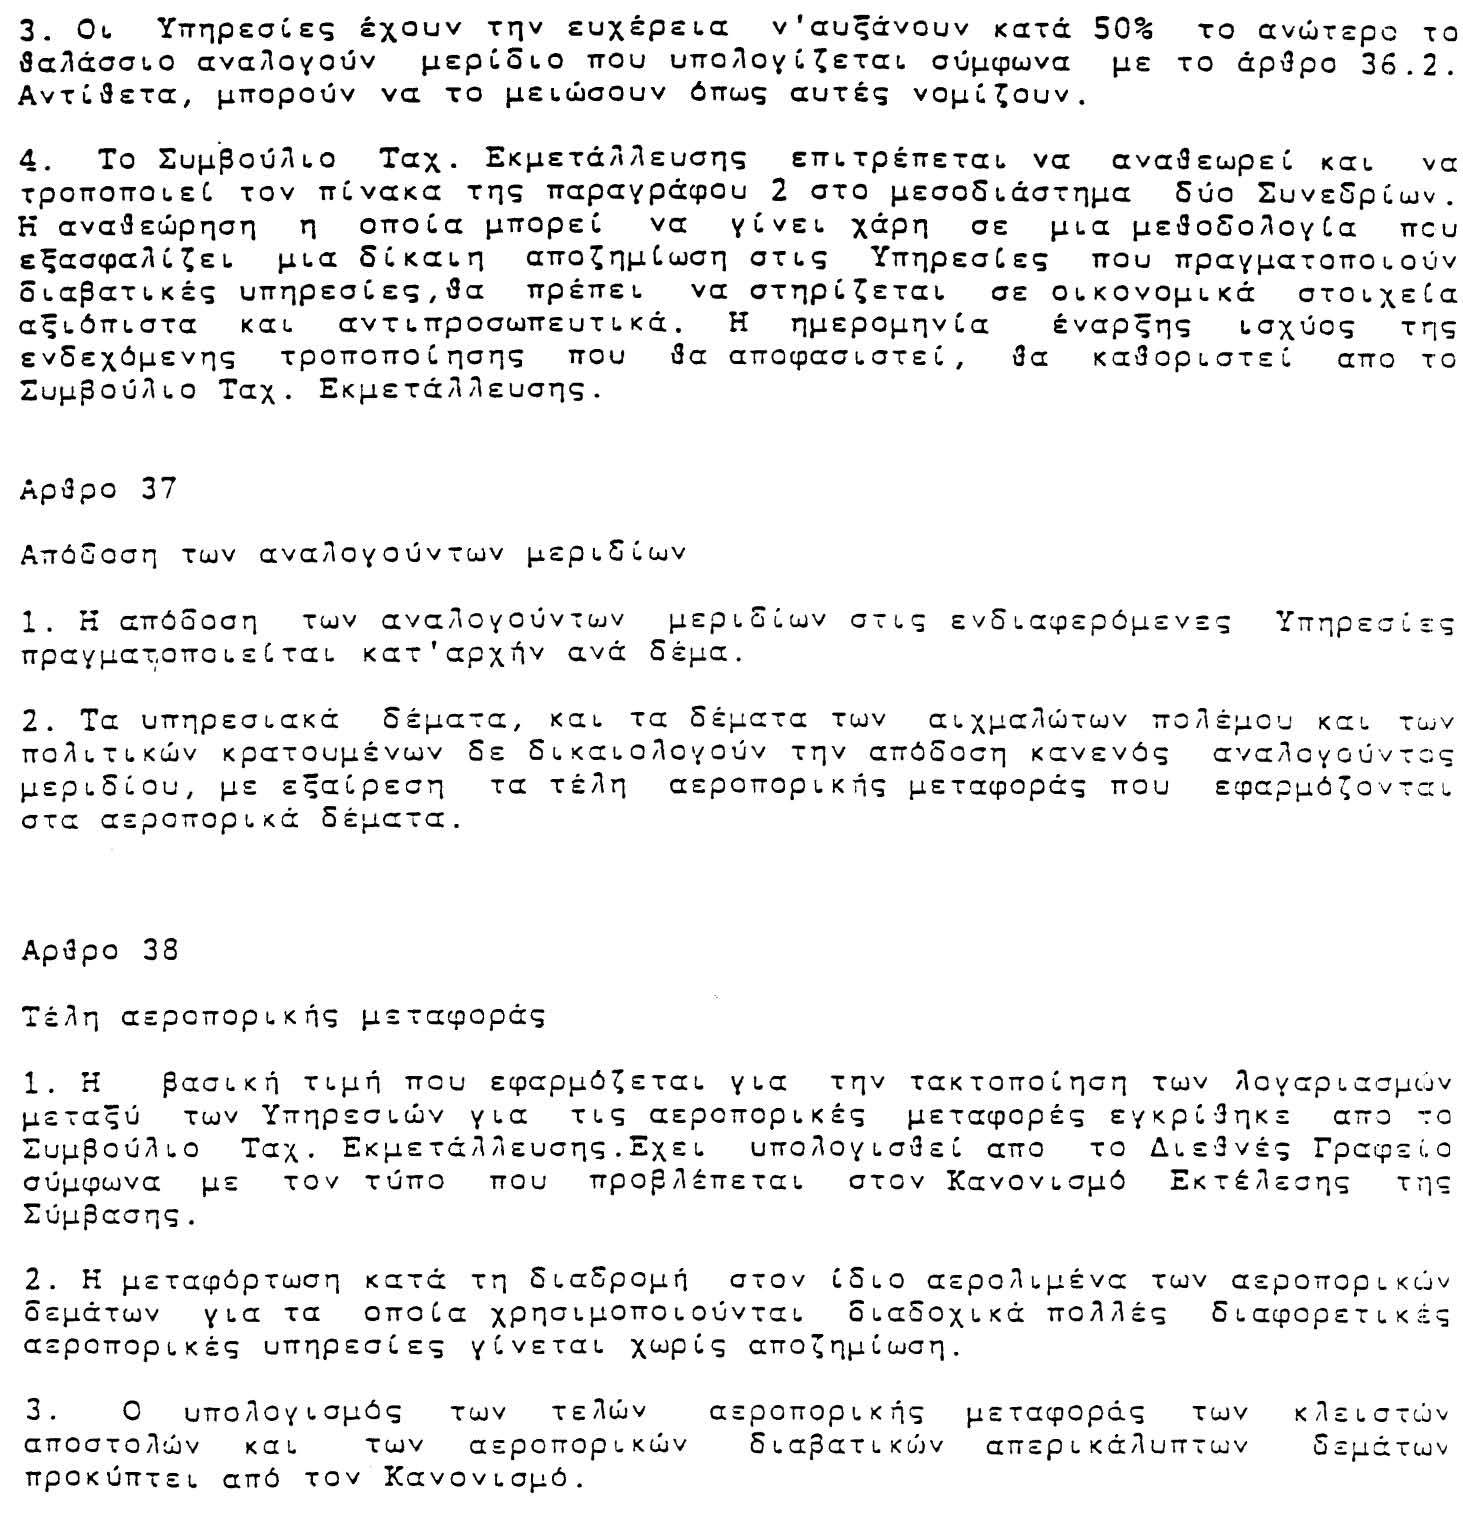 3. Οι Υπηρεσίες έχουν την ευχέρεια ν'αυξάνουν κατά 50% το ανώτερο το
θαλάσσιο αναλογούν μερίδιο που υπολογίζεται σύμφωνα με το άρθρο 36.2.
Αντίθετα, μπορούν να το μειώσουν όπως αυτές νομίζουν.
4. Το Συμβούλιο Ταχ. Εκμετάλλευσης επιτρέπεται να αναθεωρεί και να
τροποποιεί τον πίνακα της παραγράφου 2 στο μεσοδιάστημα δύο Συνεδρίων.
Η αναθεώρηση η οποία μπορεί να γίνει χάρη σε μια μεθοδολογία που
εξασφαλίζει μια δίκαιη αποζημίωση στις Υπηρεσίες που πραγματοποιούν
διαβατικές υπηρεσίες,θα πρέπει να στηρίζεται σε οικονομικά στοιχεία
αξιόπιστα και αντιπροσωπευτικά. Η ημερομηνία έναρξης ισχύος της
ενδεχόμενης τροποποίησης που θα αποφασιστεί, θα καθοριστεί απο το
Συμβούλιο Ταχ. Εκμετάλλευσης.
Αρθρο 37
Απόδοση των αναλογούντων μεριδίων
1. Η απόδοση των αναλογούντων μεριδίων στις ενδιαφερόμενες Υπηρεσίες
πραγματοποιείται κατ'αρχήν ανά δέμα.
2. Τα υπηρεσιακά δέματα, και τα δέματα των αιχμαλώτων πολέμου και των
πολιτικών κρατουμένων δε δικαιολογούν την απόδοση κανενός αναλογούντος
μεριδίου, με εξαίρεση τα τέλη αεροπορικής μεταφοράς που εφαρμόζονται
στα αεροπορικά δέματα.
Αρθρο 38
Τέλη αεροπορικής μεταφοράς
1. Η βασική τιμή που εφαρμόζεται για την τακτοποίηση των λογαριασμών
μεταξύ των Υπηρεσιών για τις αεροπορικές μεταφορές εγκρίθηκε απο το
Συμβούλιο Ταχ. Εκμετάλλευσης.Εχει υπολογισθεί απο το Διεθνές Γραφείο
σύμφωνα με τον τύπο που προβλέπεται στον Κανονισμό Εκτέλεσης της
Σύμβασης.
2. Η μεταφόρτωση κατά τη διαδρομή στον ίδιο αερολιμένα των αεροπορικών
δεμάτων για τα οποία χρησιμοποιούνται διαδοχικά πολλές διαφορετικές
αεροπορικές υπηρεσίες γίνεται χωρίς αποζημίωση.
3. Ο υπολογισμός των τελών αεροπορικής μεταφοράς των κλειστών
αποστολών και των αεροπορικών διαβατικών απερικάλυπτων δεμάτων
προκύπτει από τον Κανονισμό.